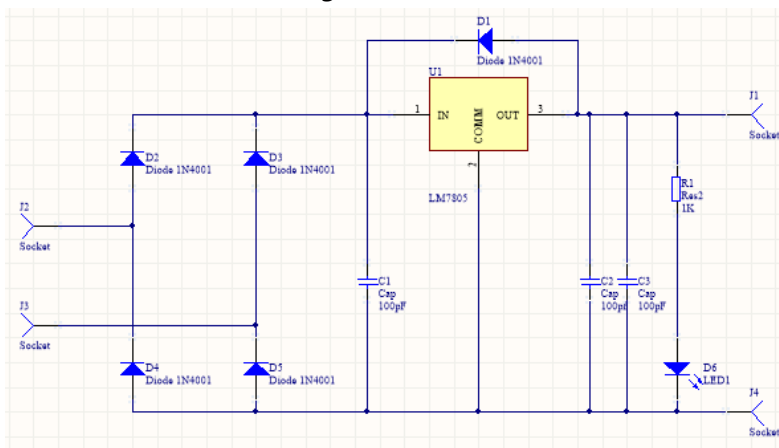 D1
Diode 1N4001
U1
1
IN
OUT
3
COMM
2
LM7805
J1
Socket
D2
Diode 1N4001
D3
Diode 1N4001
R1
Res2
1K
J2
Socket
C1
Cap
100pF
C2
Cap
100pF
C3
Cap
100pF
J3
Socket
D4
Diode 1N4001
D5
Diode 1N4001
D6
LED1
J4
Socket